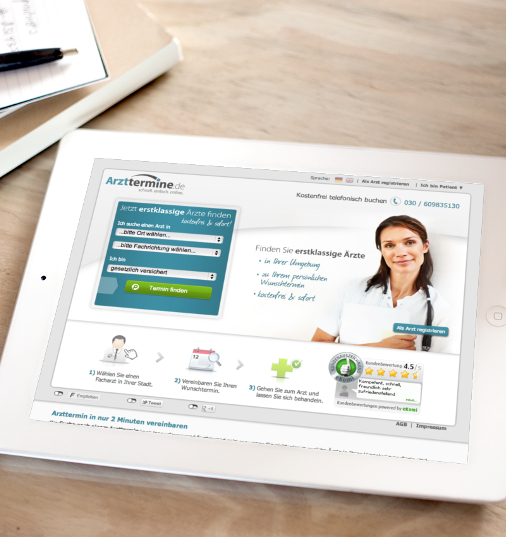 Arzttermine.de
schnell. einfach. online.
Sprache: | Als Arzt registrieren | Ich bin Patient ▼
Kostenfrei telefonisch buchen 030 / 609835130
Jetzt erstklassige Ärzte finden
kostenfrei & sofort!
Ich suche einen Arzt in
...bitte Ort wählen...
...bitte Fachrichtung wählen...
Ich bin
gesetzlich versichert
Termin finden
Finden Sie erstklassige Ärzte
• in Ihrer Umgebung
• zu Ihrem persönlichen
Wunschtermin
• kostenfrei & sofort
Als Arzt registrieren
1) Wählen Sie einen
Facharzt in Ihrer Stadt.
12
2) Vereinbaren Sie Ihren
Wunschtermin.
3) Gehen Sie zum Arzt und
lassen Sie sich behandeln.
Kundenbewertung 4.5/5
Kompetent, schnell,
freundlich sehr
zufriedenstellend
Kundenbewertungen powered by ekomi
Empfehlen
Tweet
+1
AGB | Impressum
Arzttermin in nur 2 Minuten vereinbaren